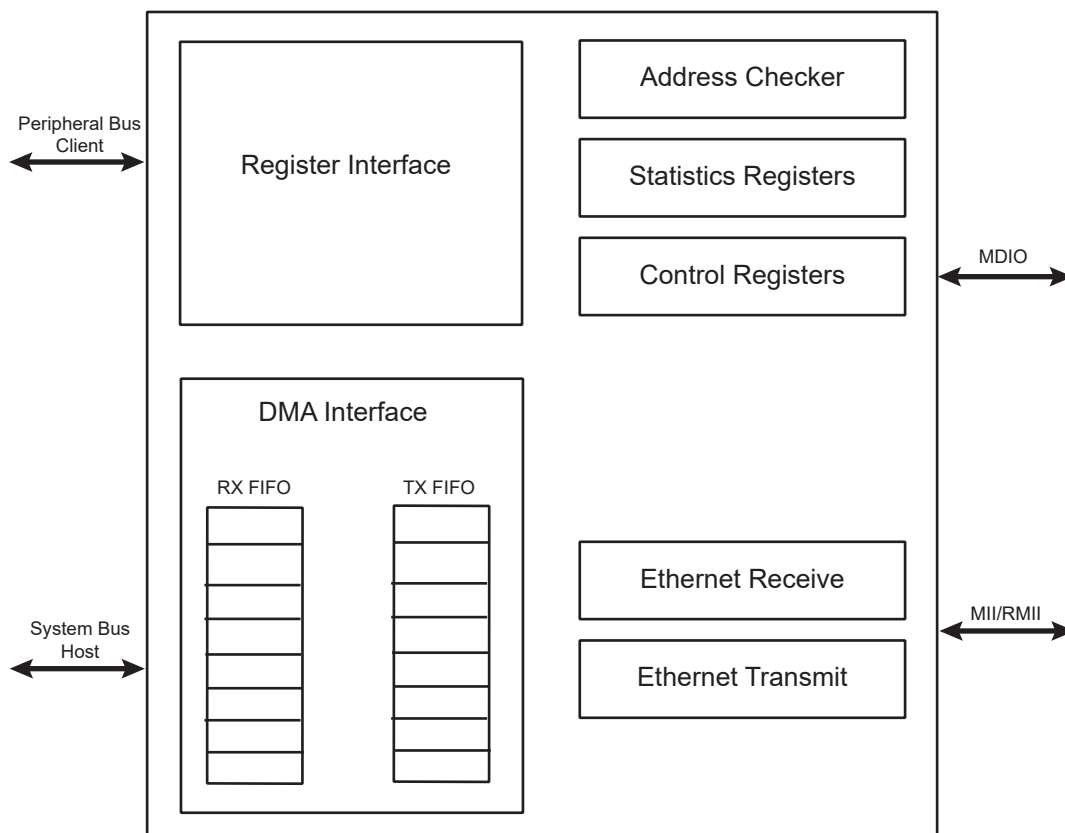 Address Checker
Peripheral Bus
Client
Register Interface
Statistics Registers
Control Registers
MDIO
DMA Interface
RX FIFO
TX FIFO
Ethernet Receive
MII/RMII
System Bus
Host
Ethernet Transmit